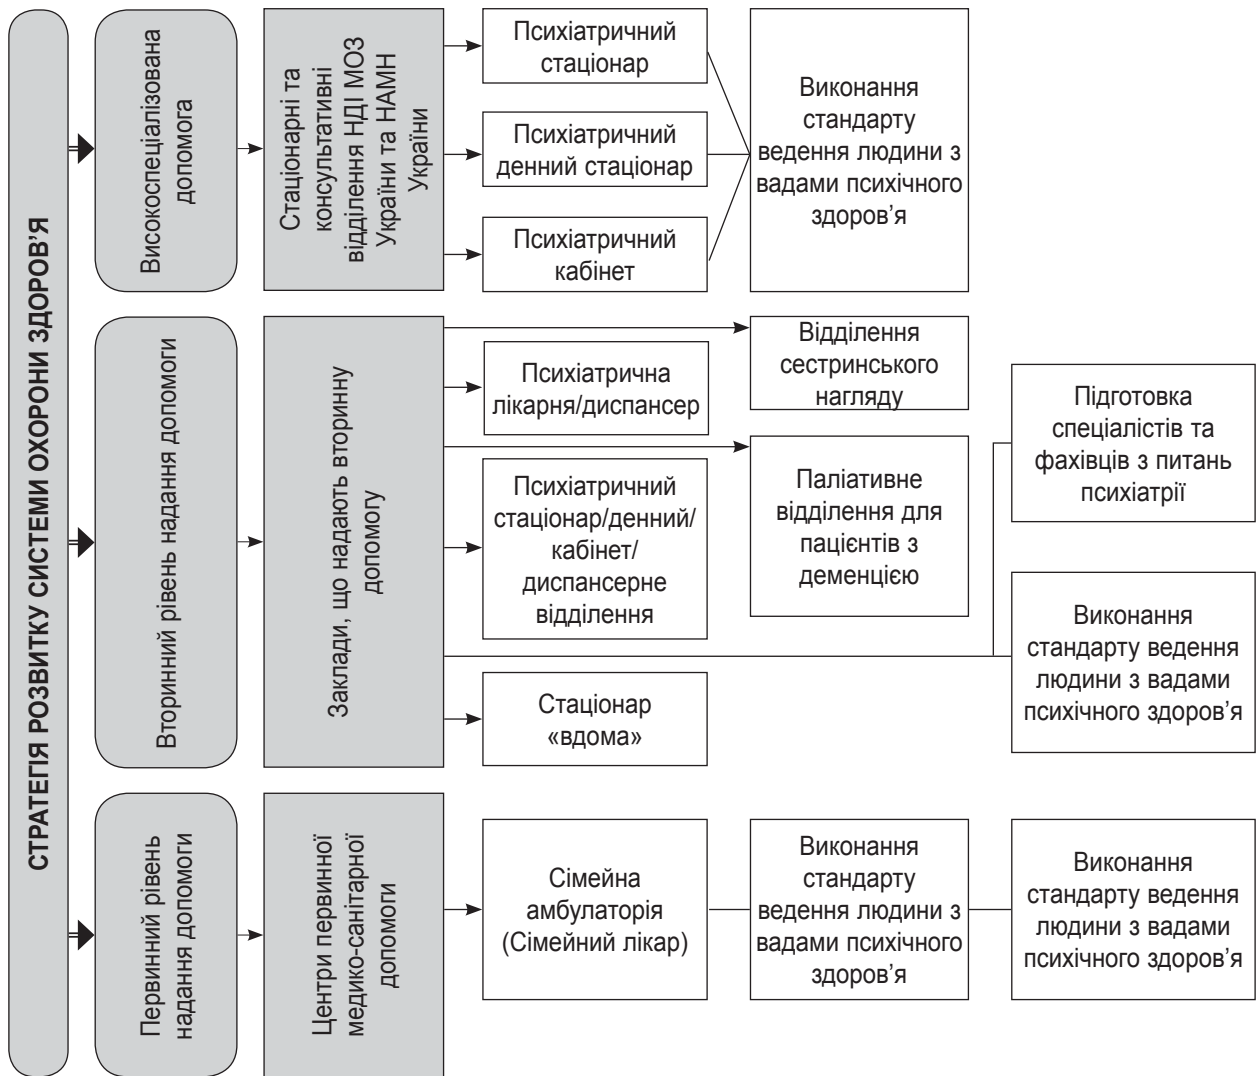 СТРАТЕГІЯ РОЗВИТКУ СИСТЕМИ ОХОРОНИ ЗДОРОВ’Я
Високоспеціалізована
допомога
Стаціонарні та
консультативні
відділення НДІ МОЗ
України та НАМН
України
Психіатричний
стаціонар
Психіатричний
денний стаціонар
Психіатричний
кабінет
Виконання
стандарту
ведення людини з
вадами психічного
здоров’я
Вторинний рівень надання допомоги
Заклади, що надають вторинну
допомогу
Психіатрична
лікарня/диспансер
Психіатричний
стаціонар/денний/
кабінет/
диспансерне
відділення
Стаціонар
«вдома»
Відділення
сестринського
нагляду
Паліативне
відділення для
пацієнтів з
деменцією
Підготовка
спеціалістів та
фахівців з питань
психіатрії
Виконання
стандарту ведення
людини з вадами
психічного здоров’я
Первинний рівень
надання допомоги
Центри первинної
медико-санітарної
допомоги
Сімейна
амбулаторія
(Сімейний лікар)
Виконання
стандарту
ведення людини з
вадами психічного
здоров’я
Виконання
стандарту ведення
людини з вадами
психічного здоров’я